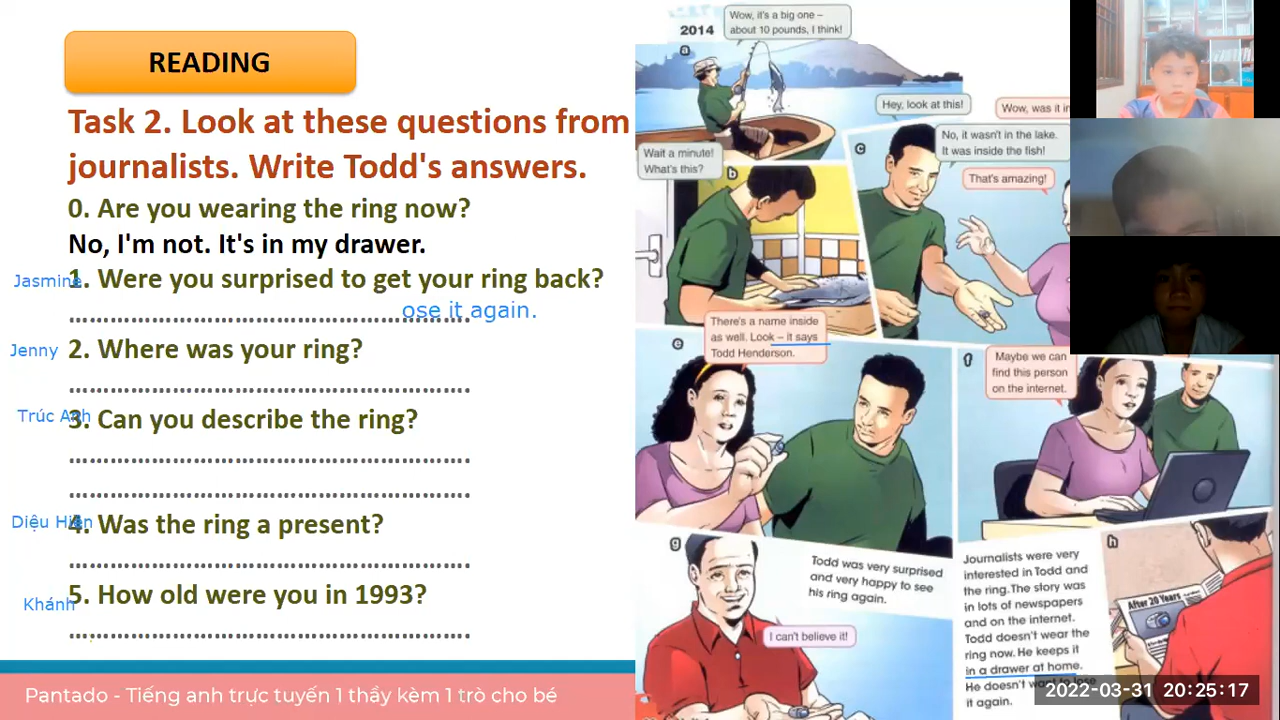 READING
Task 2. Look at these questions from
journalists. Write Todd's answers.
0. Are you wearing the ring now?
No, I'm not. It's in my drawer.
Jasmine
1. Were you surprised to get your ring back?
ose it again.
Jenny
2. Where was your ring?
Trúc Anh
3. Can you describe the ring?
Diệu Hiền
4. Was the ring a present?
Khánh
5. How old were you in 1993?
Pantado - Tiếng anh trực tuyến 1 thầy kèm 1 trò cho bé
2014
a
Wow, it's a big one –
about 10 pounds, I think!
Wait a minute!
What's this?
b
c
Hey, look at this!
Wow, was it in
No, it wasn't in the lake.
It was inside the fish!
That's amazing!
e
There's a name inside
as well. Look – it says
Todd Henderson.
f
Maybe we can
find this person
on the internet.
g
Todd was very surprised
and very happy to see
his ring again.
I can't believe it!
Journalists were very
interested in Todd and
the ring. The story was
in lots of newspapers
and on the internet.
Todd doesn't wear the
ring now. He keeps it
in a drawer at home.
He doesn't want to lose
it again.
h
After 20 Years
2022-03-31 20:25:17